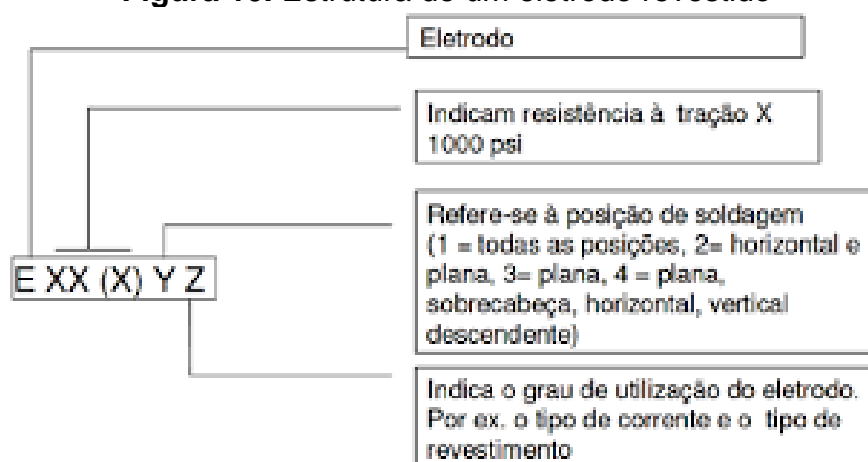 Figura 10. Estrutura de um eletrodo revestido
Eletrodo
Indicam resistência à tração X
1000 psi
Refere-se à posição de soldagem
(1 = todas as posições, 2= horizontal e
plana, 3= plana, 4 = plana,
sobrecabeça, horizontal, vertical
descendente)
E XX (X) Y Z
Indica o grau de utilização do eletrodo.
Por ex. o tipo de corrente e o tipo de
revestimento